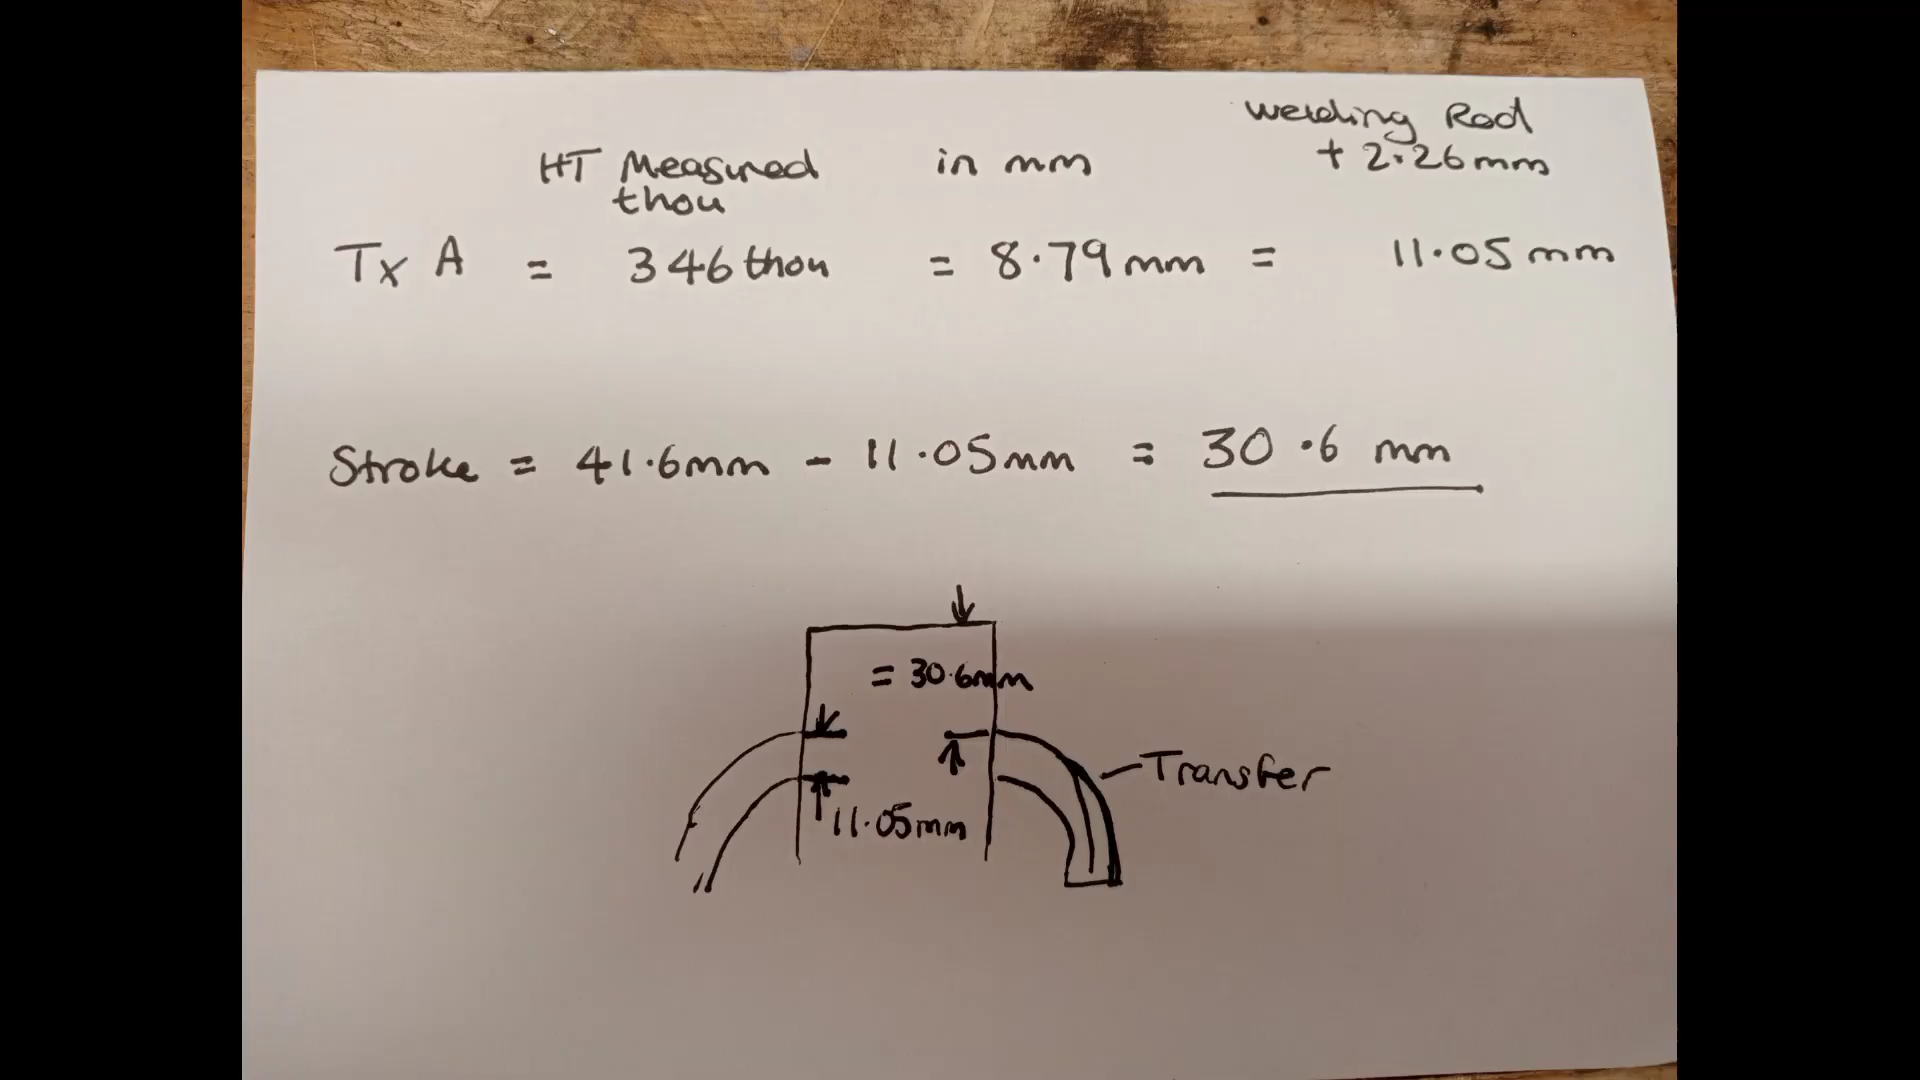 Welding Rod
HT Measured in mm + 2.26mm
thou
Tx A = 346 thou = 8.79mm = 11.05mm
Stroke = 41.6mm - 11.05mm = 30.6 mm
= 30.6mm
Transfer
11.05mm